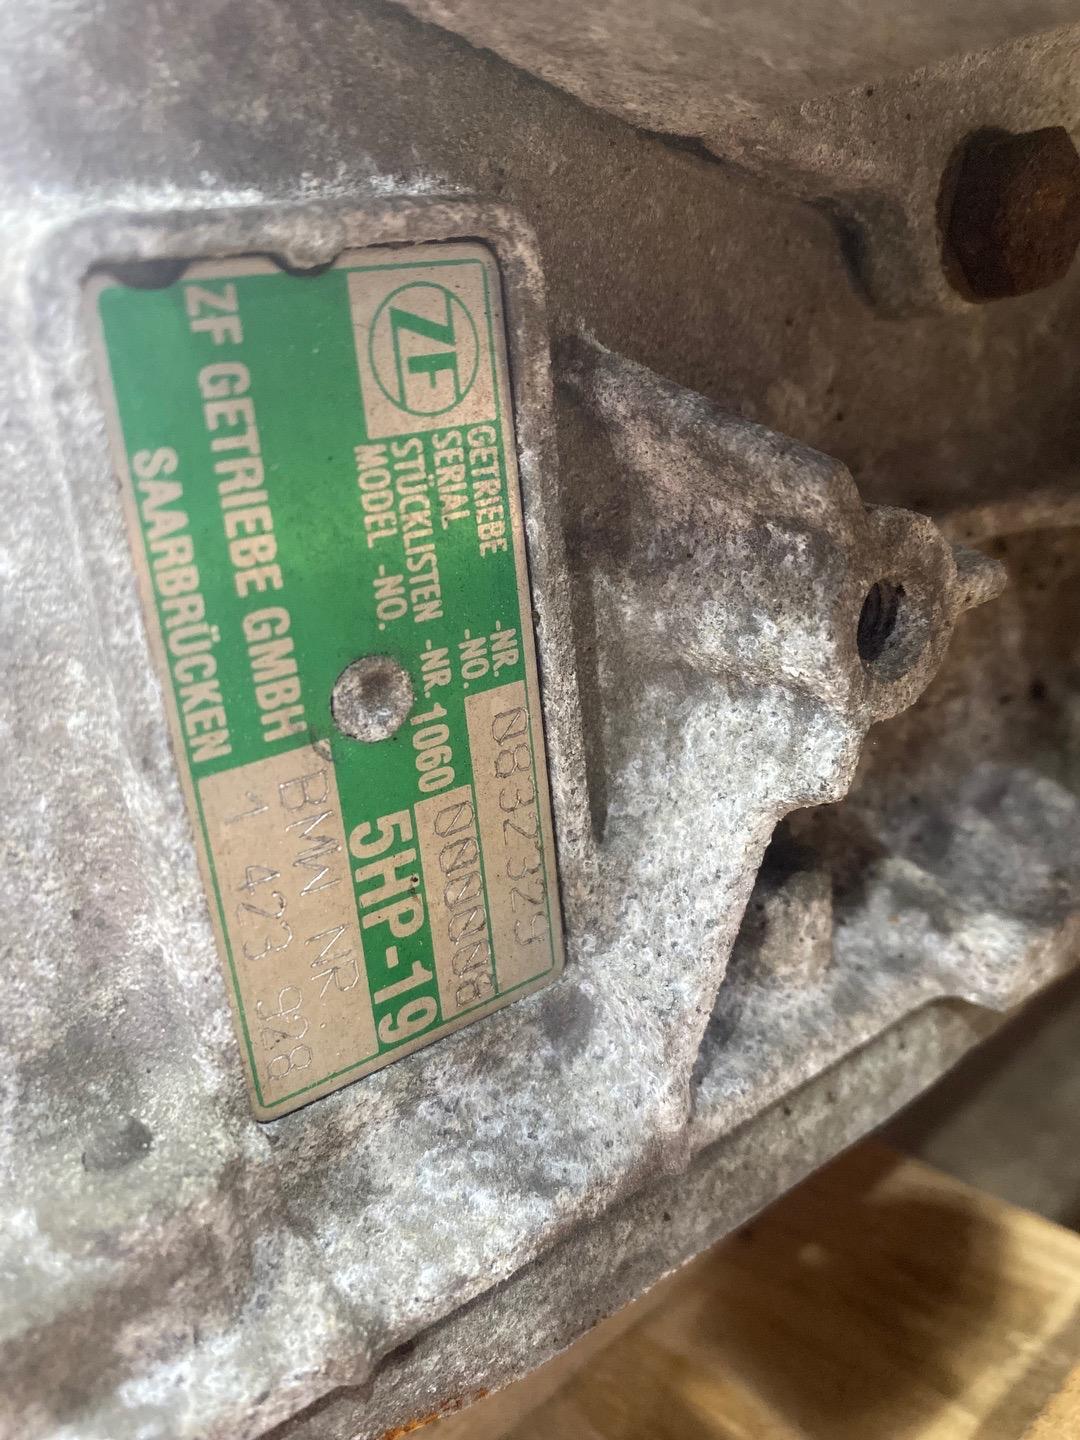 ZF
GETRIEBE -NR.
SERIAL -NO. 0832329
STÜCKLISTEN -NR. 1060 000008
MODEL -NO. 5HP-19
ZF GETRIEBE GMBH BMW NR.
SAARBRÜCKEN 1 423 928